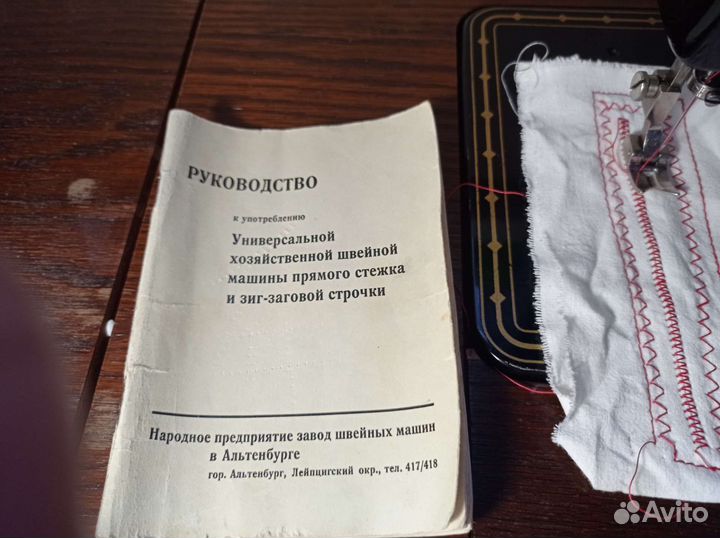 РУКОВОДСТВО
к употреблению
Универсальной
хозяйственной швейной
машины прямого стежка
и зиг-заговой строчки
Народное предприятие завод швейных машин
в Альтенбурге
гор. Альтенбург, Лейпцигский окр., тел. 417/418
Avito